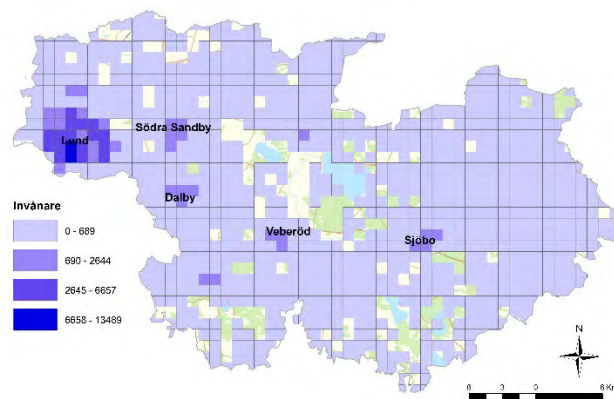 Södra Sandby
Lund
Dalby
Veberöd
Sjöbo
Invånare
0 - 689
690 - 2644
2645 - 6657
6658 - 13489
N
6 3 0 6 Km